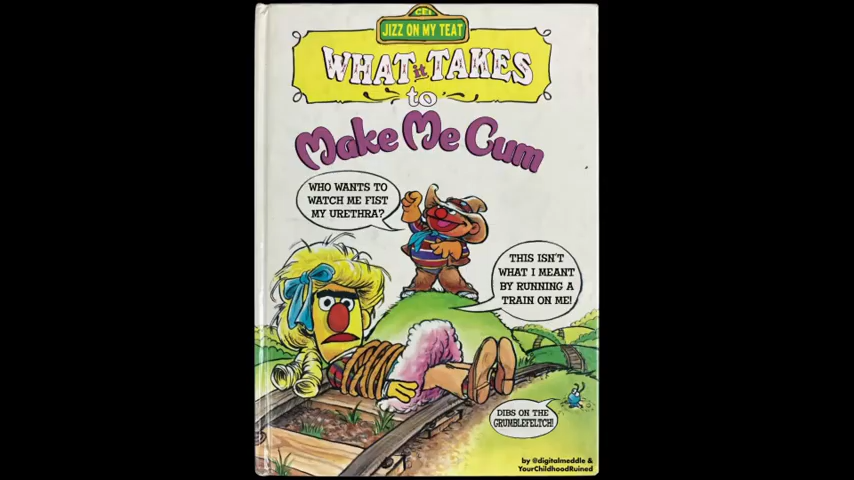 CEI
JIZZ ON MY TEAT
WHAT it TAKES
to
Make Me Cum
WHO WANTS TO
WATCH ME FIST
MY URETHRA?
THIS ISN'T
WHAT I MEANT
BY RUNNING A
TRAIN ON ME!
DIBS ON THE
GRUMBLEFELTCH!
by @digitalmeddle &
YourChildhoodRuined